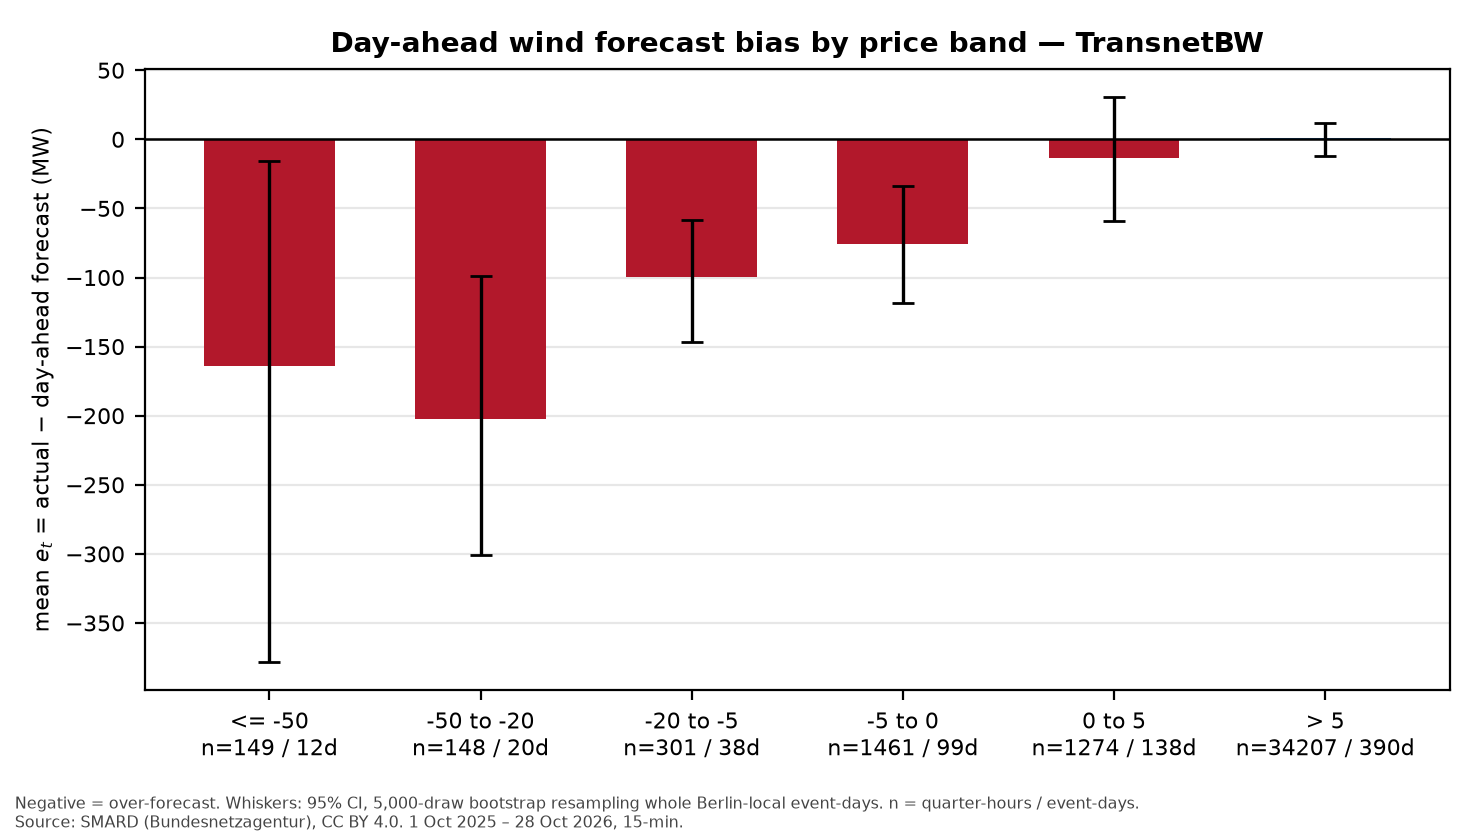 Day-ahead wind forecast bias by price band — TransnetBW
mean eₜ = actual − day-ahead forecast (MW)
50
0
−50
−100
−150
−200
−250
−300
−350
<= -50
n=149 / 12d
-50 to -20
n=148 / 20d
-20 to -5
n=301 / 38d
-5 to 0
n=1461 / 99d
0 to 5
n=1274 / 138d
> 5
n=34207 / 390d
Negative = over-forecast. Whiskers: 95% CI, 5,000-draw bootstrap resampling whole Berlin-local event-days. n = quarter-hours / event-days.
Source: SMARD (Bundesnetzagentur), CC BY 4.0. 1 Oct 2025 – 28 Oct 2026, 15-min.